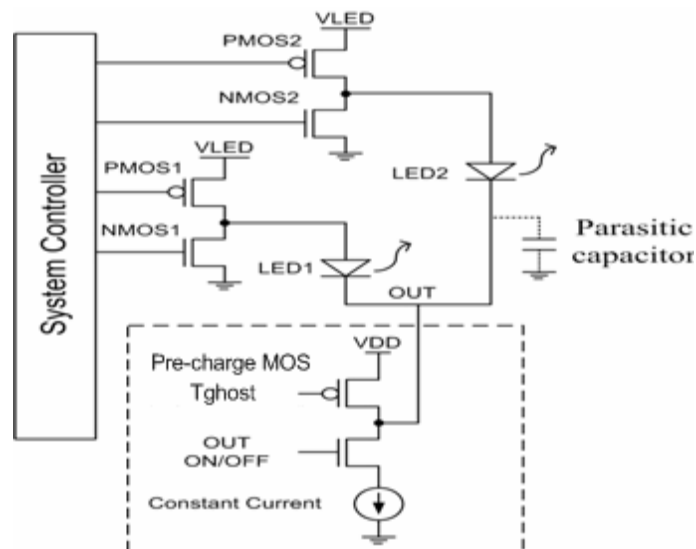 VLED
PMOS2
NMOS2
VLED
PMOS1
NMOS1
System Controller
LED2
Parasitic
capacitor
LED1
OUT
VDD
Pre-charge MOS
Tghost
OUT
ON/OFF
Constant Current